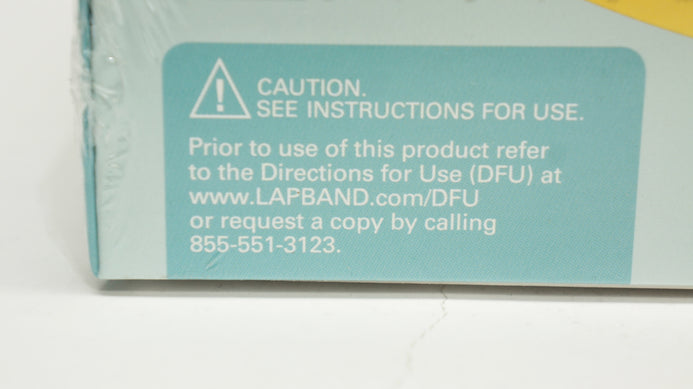 CAUTION.
SEE INSTRUCTIONS FOR USE.
Prior to use of this product refer
to the Directions for Use (DFU) at
www.LAPBAND.com/DFU
or request a copy by calling
855-551-3123.